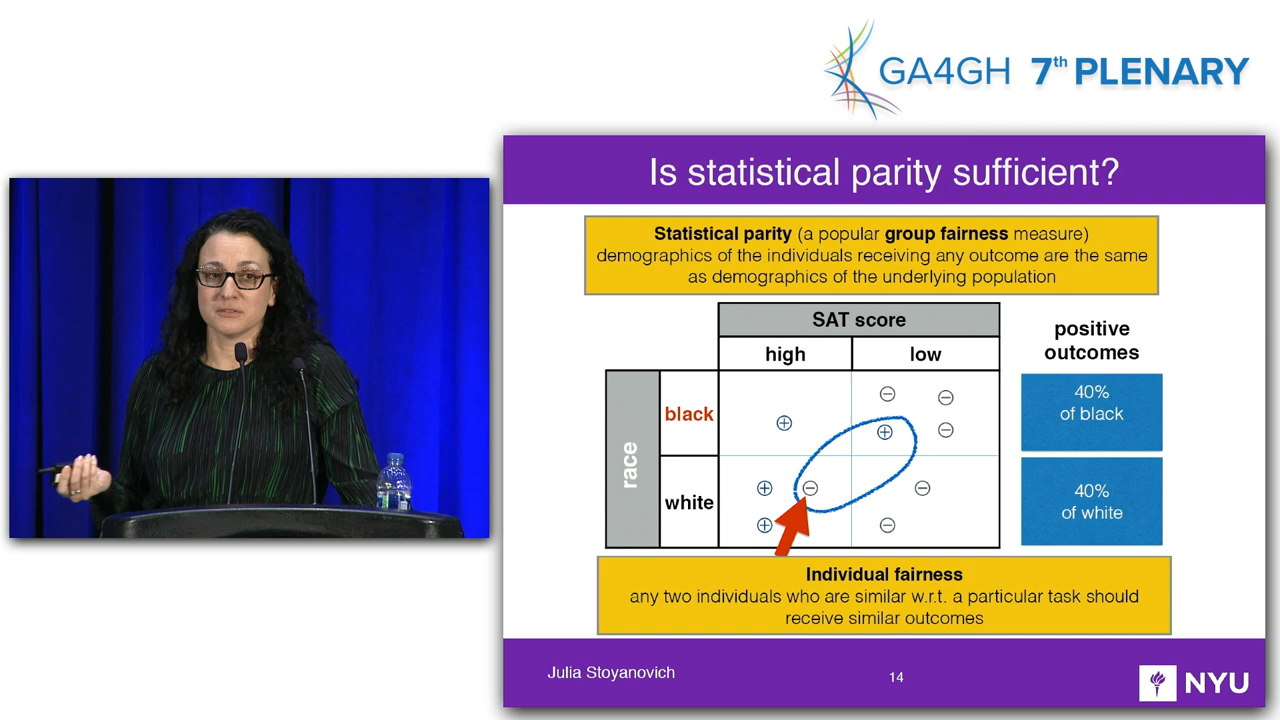 GA4GH 7th PLENARY
Is statistical parity sufficient?
Statistical parity (a popular group fairness measure)
demographics of the individuals receiving any outcome are the same
as demographics of the underlying population
SAT score
high
low
positive
outcomes
race
black
white
40%
of black
40%
of white
Individual fairness
any two individuals who are similar w.r.t. a particular task should
receive similar outcomes
Julia Stoyanovich
14
NYU